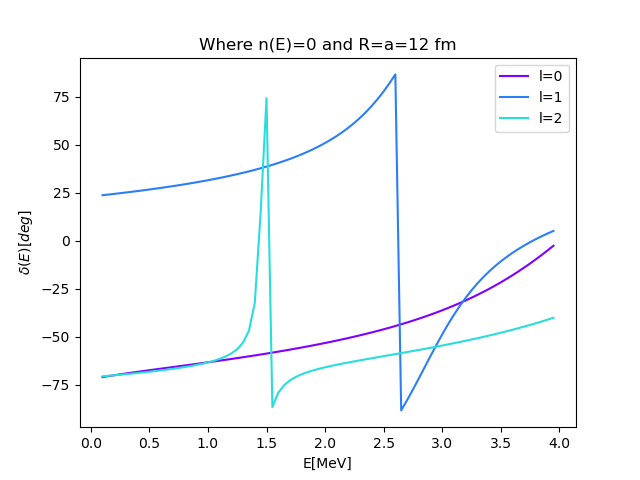 Where n(E)=0 and R=a=12 fm
l=0
l=1
l=2
δ(E)[deg]
75
50
25
0
−25
−50
−75
0.0 0.5 1.0 1.5 2.0 2.5 3.0 3.5 4.0
E[MeV]